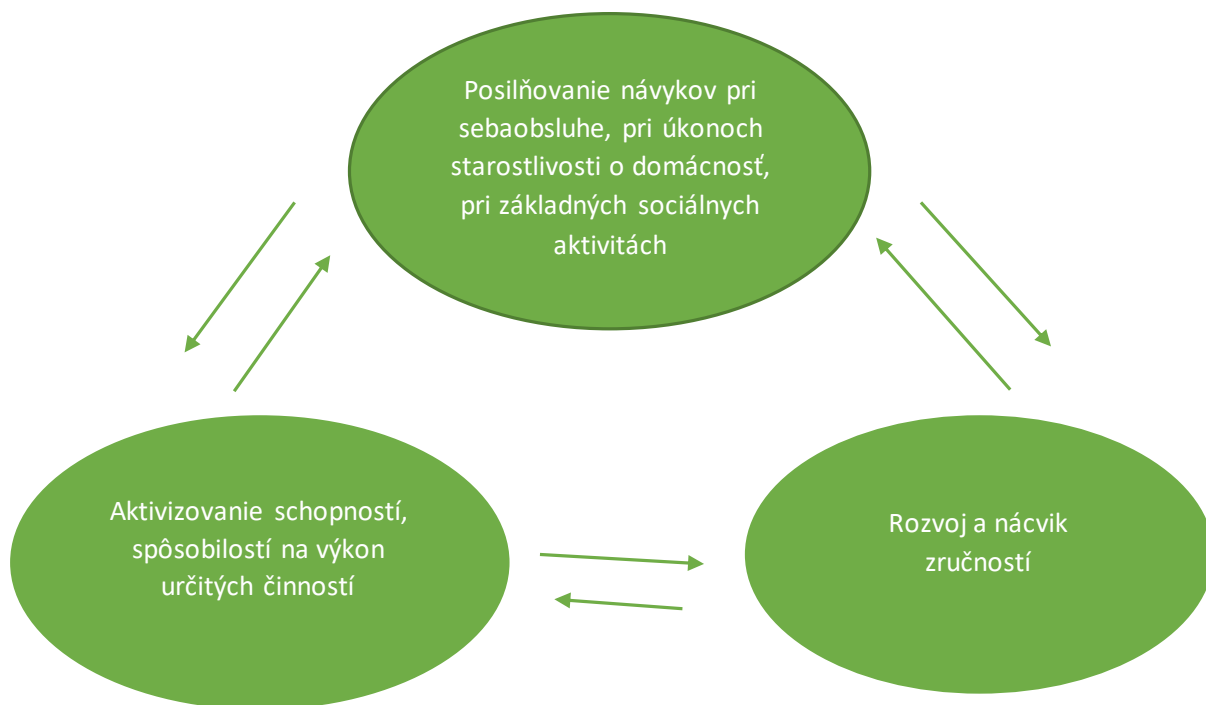 Posilňovanie návykov pri
sebaobsluhe, pri úkonoch
starostlivosti o domácnosť,
pri základných sociálnych
aktivitách
Aktivizovanie schopností,
spôsobilostí na výkon
určitých činností
Rozvoj a nácvik
zručností